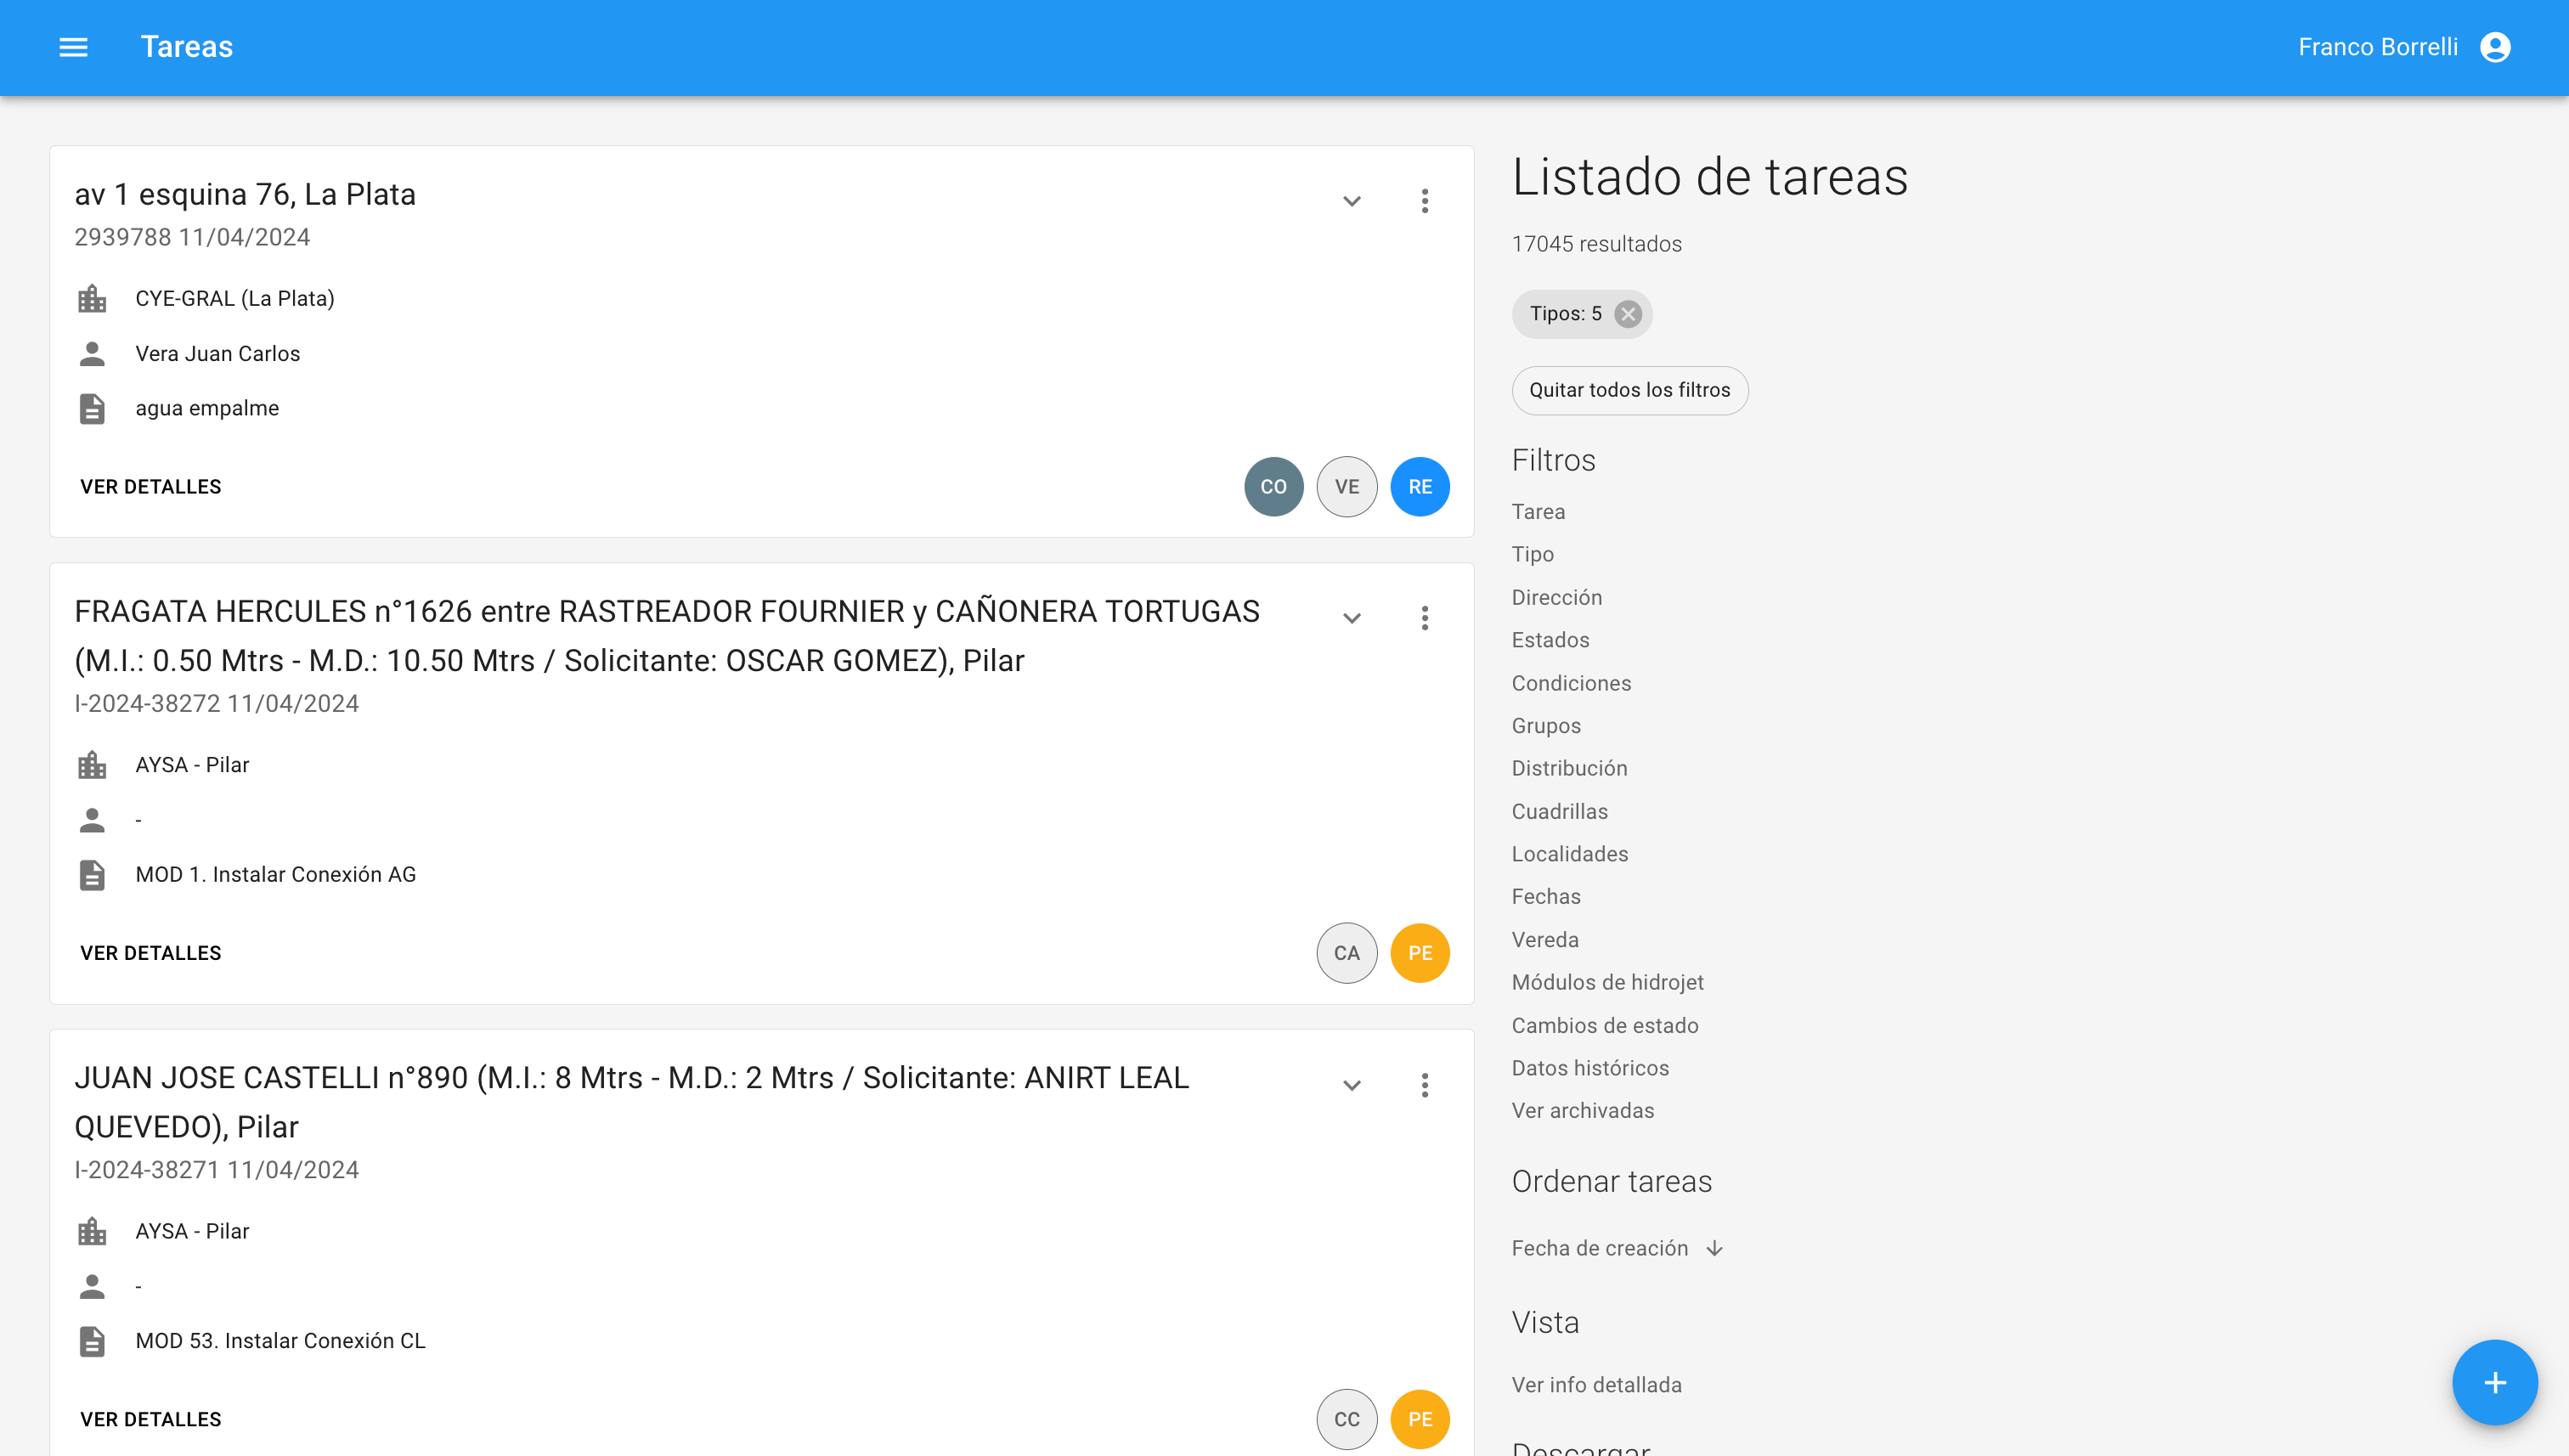 Tareas
Franco Borrelli
av 1 esquina 76, La Plata
2939788 11/04/2024
CYE-GRAL (La Plata)
Vera Juan Carlos
agua empalme
VER DETALLES
CO
VE
RE
FRAGATA HERCULES n°1626 entre RASTREADOR FOURNIER y CAÑONERA TORTUGAS
(M.I.: 0.50 Mtrs - M.D.: 10.50 Mtrs / Solicitante: OSCAR GOMEZ), Pilar
I-2024-38272 11/04/2024
AYSA - Pilar
-
MOD 1. Instalar Conexión AG
VER DETALLES
CA
PE
JUAN JOSE CASTELLI n°890 (M.I.: 8 Mtrs - M.D.: 2 Mtrs / Solicitante: ANIRT LEAL
QUEVEDO), Pilar
I-2024-38271 11/04/2024
AYSA - Pilar
-
MOD 53. Instalar Conexión CL
VER DETALLES
CC
PE
Listado de tareas
17045 resultados
Tipos: 5
Quitar todos los filtros
Filtros
Tarea
Tipo
Dirección
Estados
Condiciones
Grupos
Distribución
Cuadrillas
Localidades
Fechas
Vereda
Módulos de hidrojet
Cambios de estado
Datos históricos
Ver archivadas
Ordenar tareas
Fecha de creación
Vista
Ver info detallada
Descargar